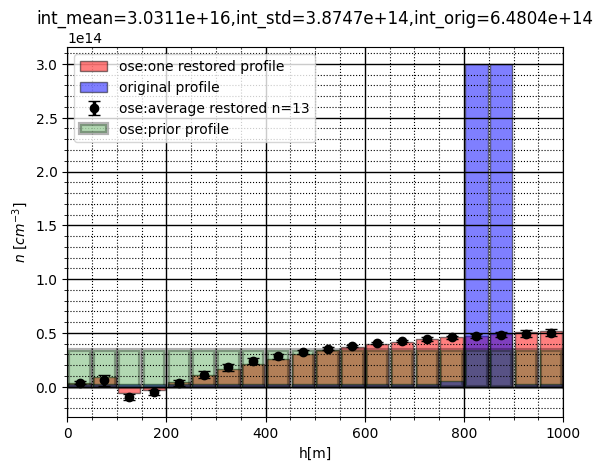 int_mean=3.0311e+16,int_std=3.8747e+14,int_orig=6.4804e+14
1e14
ose:one restored profile
original profile
ose:average restored n=13
ose:prior profile
3.0
2.5
2.0
1.5
1.0
0.5
0.0
n [cm⁻³]
0 200 400 600 800 1000
h[m]